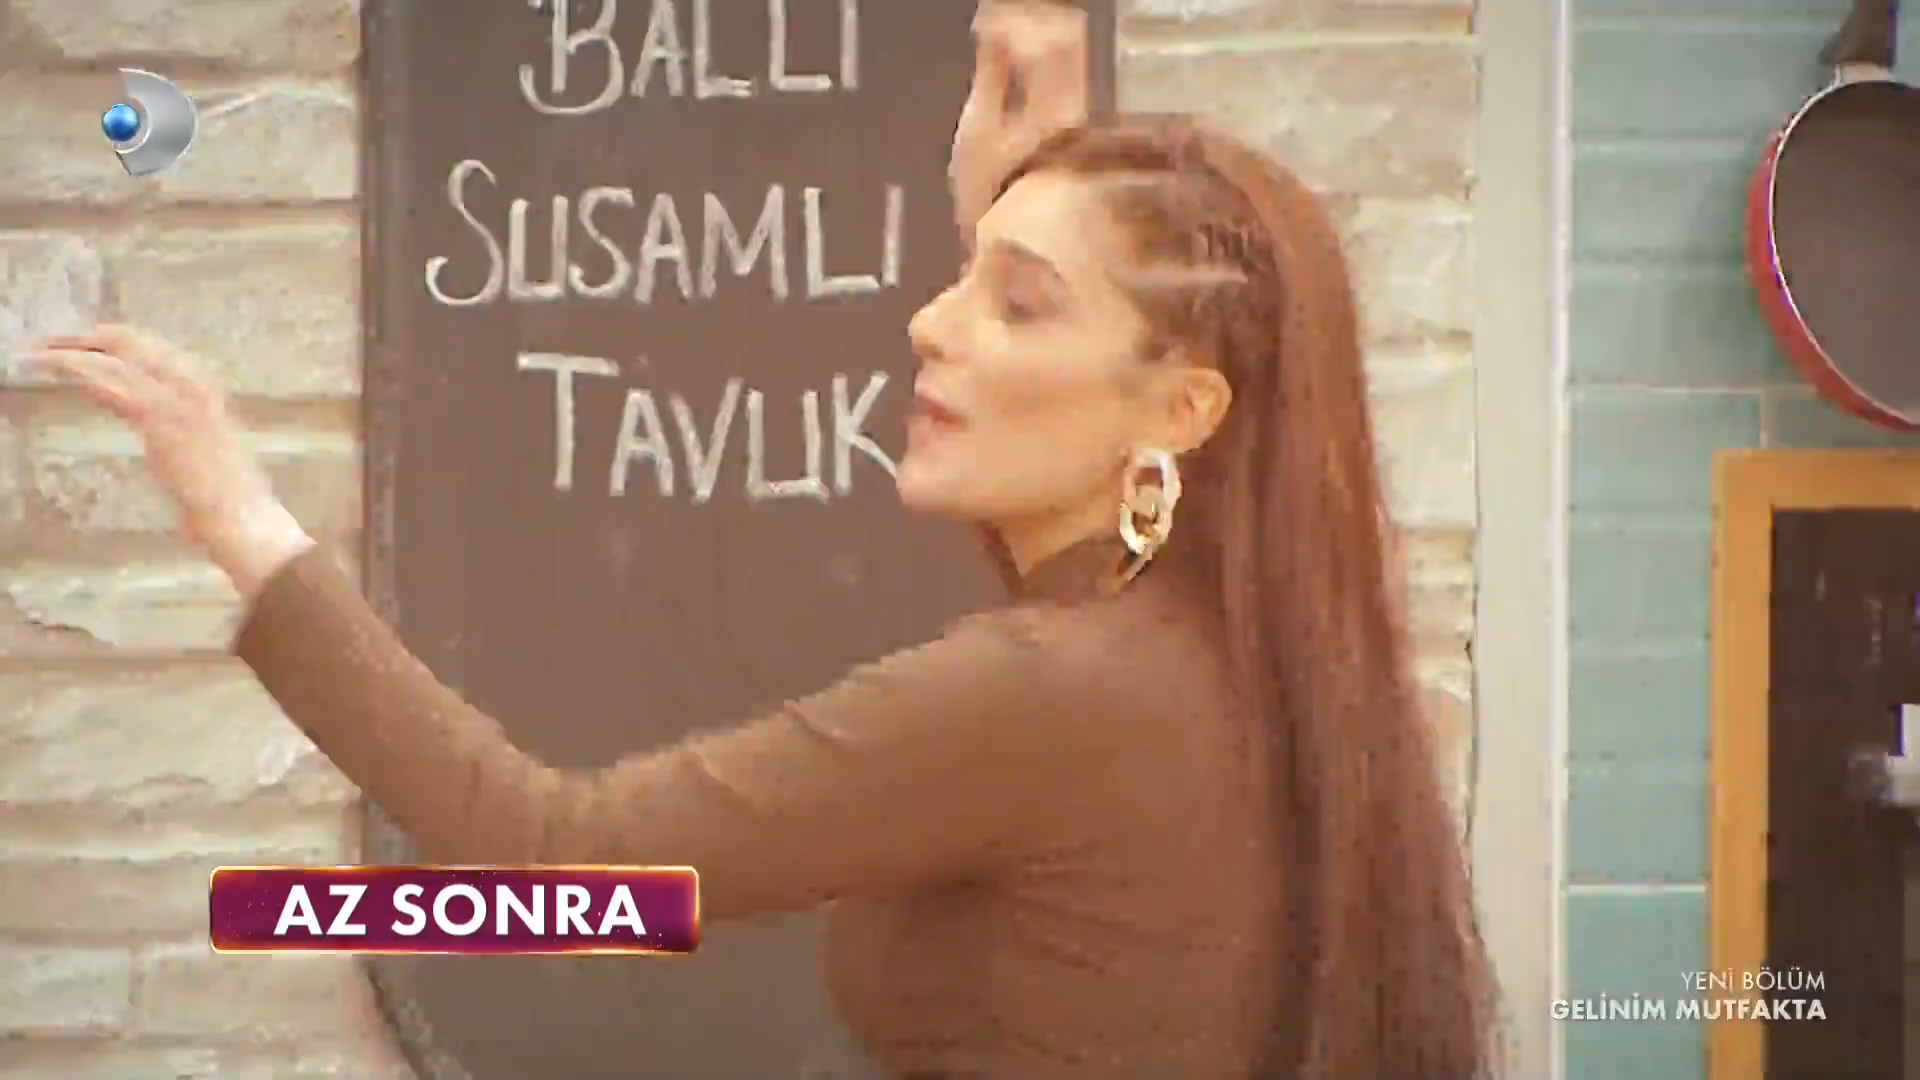 BALLI
SUSAMLI
TAVUK
AZ SONRA
YENİ BÖLÜM
GELİNİM MUTFAKTA